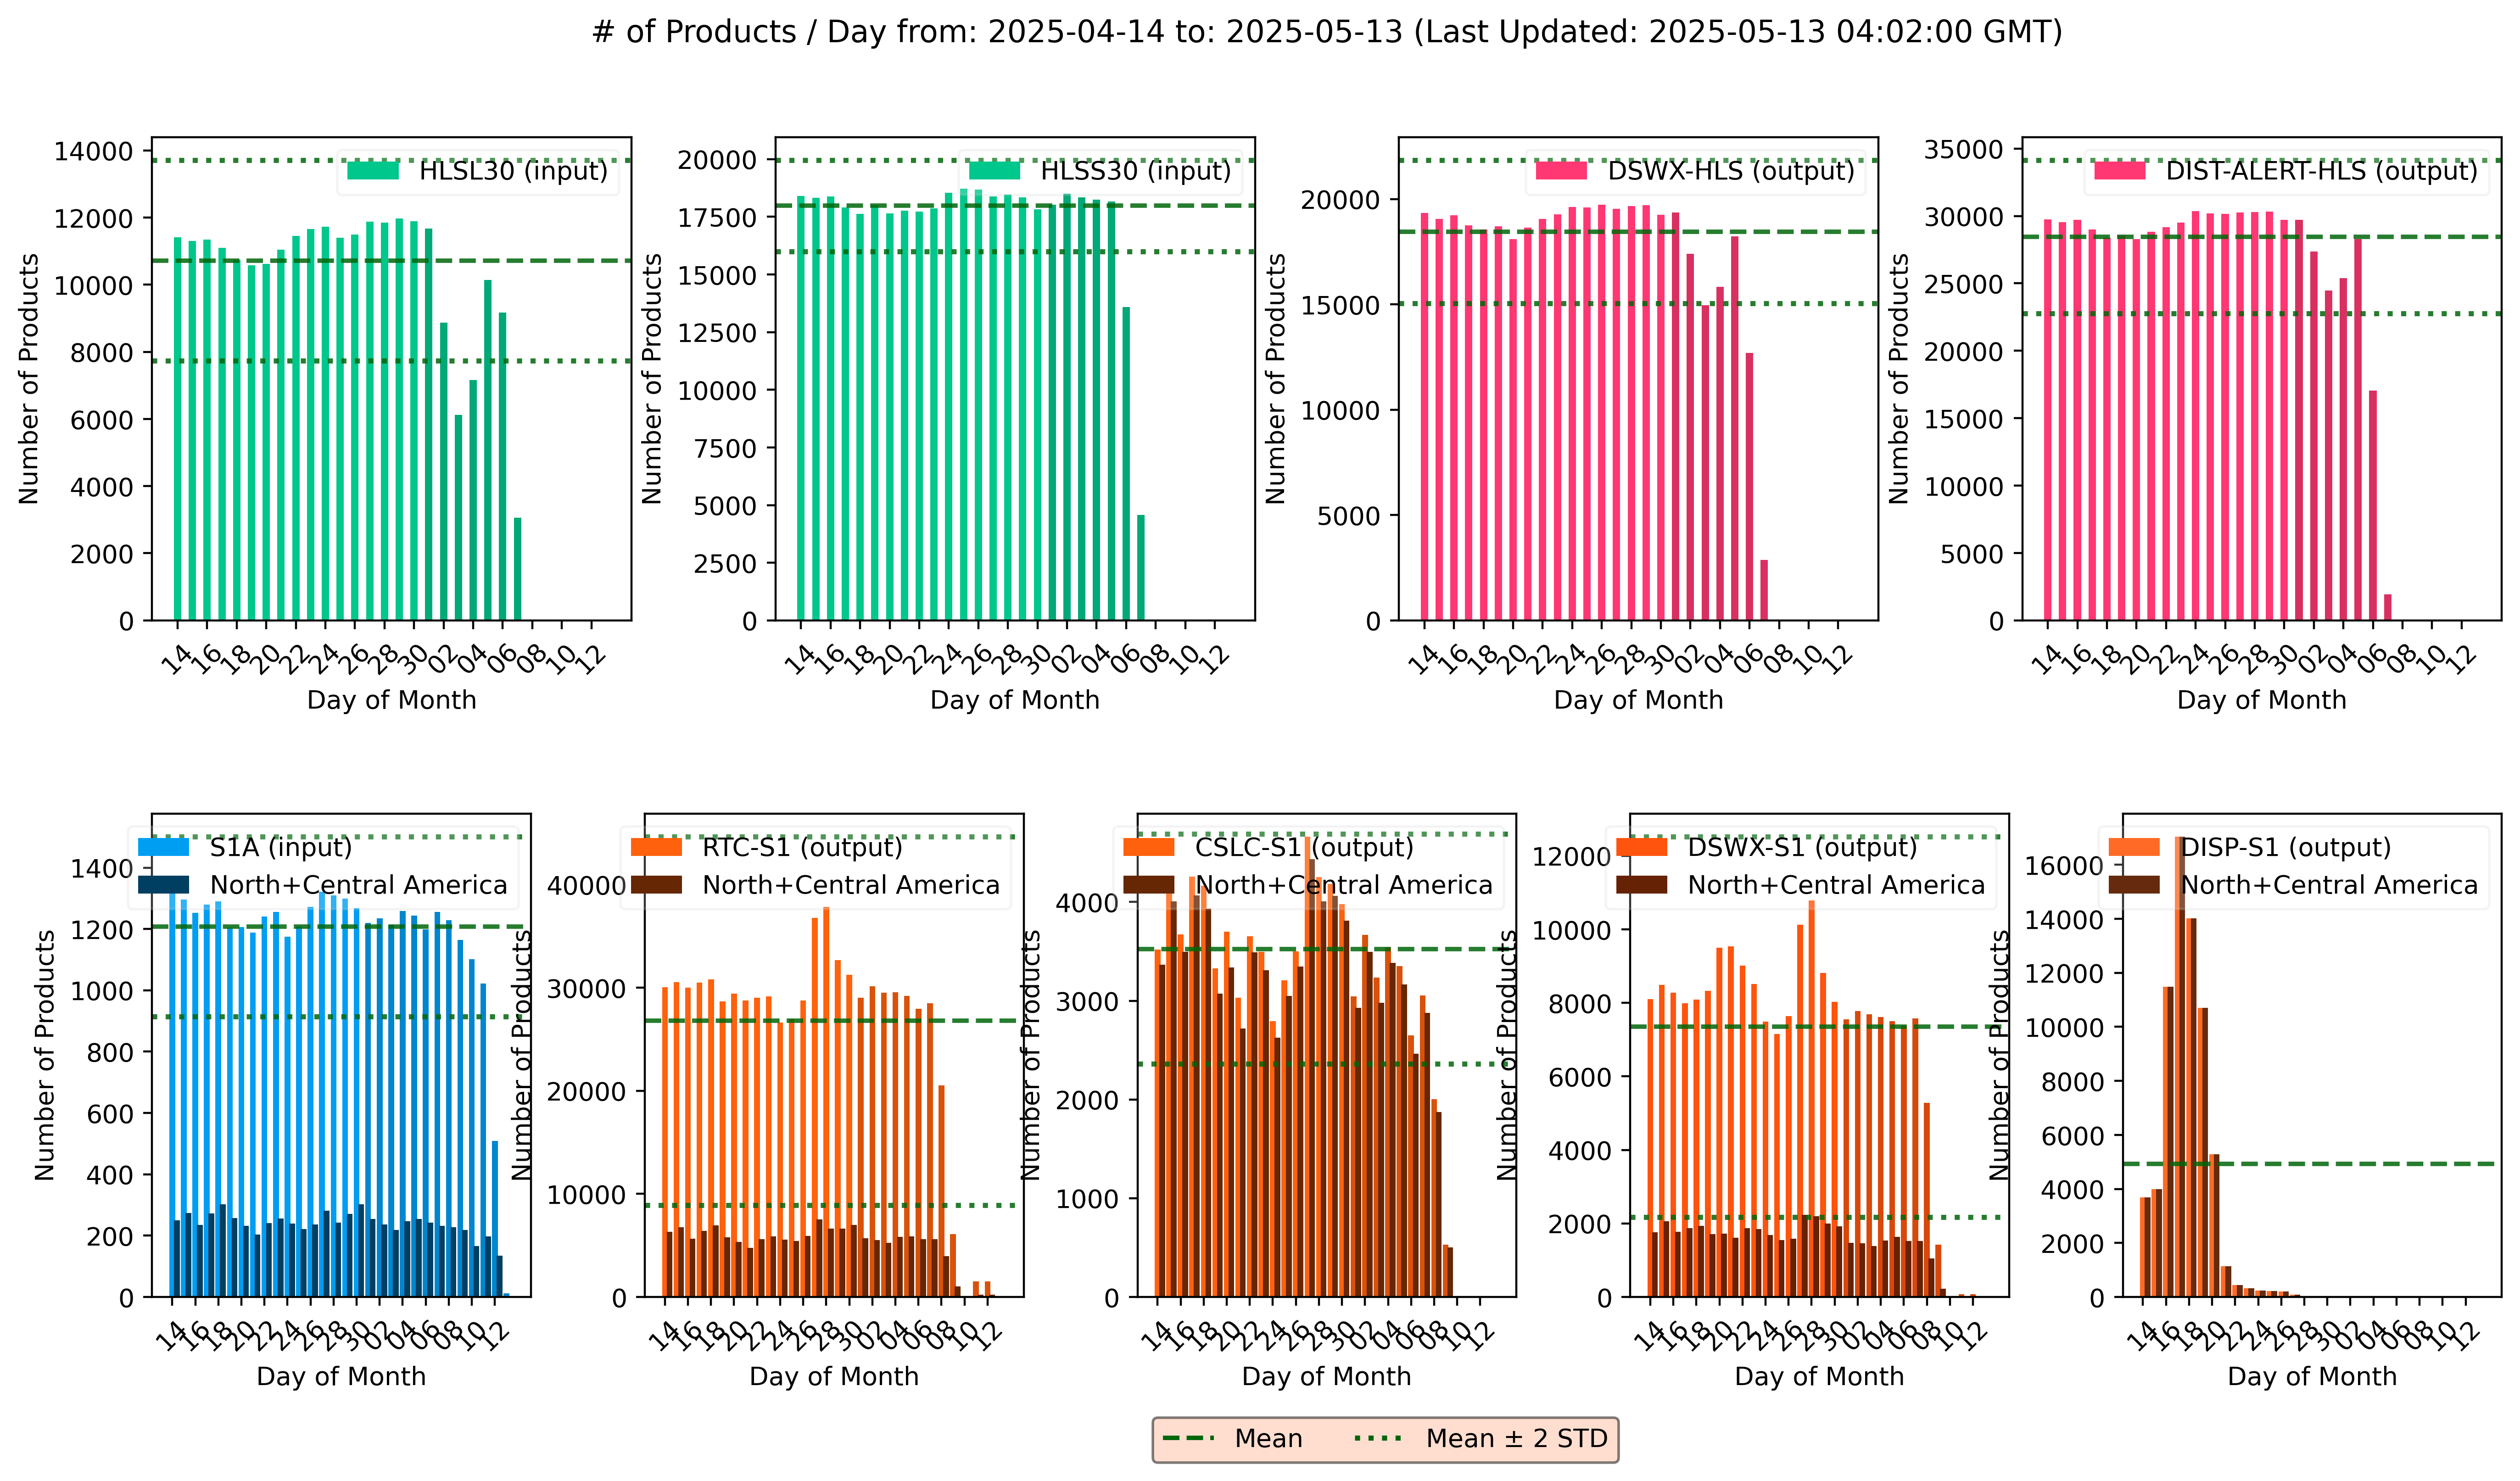 # of Products / Day from: 2025-04-14 to: 2025-05-13 (Last Updated: 2025-05-13 04:02:00 GMT)
HLSL30 (input)
Number of Products
14000
12000
10000
8000
6000
4000
2000
0
14 16 18 20 22 24 26 28 30 02 04 06 08 10 12
Day of Month
HLSS30 (input)
Number of Products
20000
17500
15000
12500
10000
7500
5000
2500
0
14 16 18 20 22 24 26 28 30 02 04 06 08 10 12
Day of Month
DSWX-HLS (output)
Number of Products
20000
15000
10000
5000
0
14 16 18 20 22 24 26 28 30 02 04 06 08 10 12
Day of Month
DIST-ALERT-HLS (output)
Number of Products
35000
30000
25000
20000
15000
10000
5000
0
14 16 18 20 22 24 26 28 30 02 04 06 08 10 12
Day of Month
S1A (input)
North+Central America
Number of Products
1400
1200
1000
800
600
400
200
0
14 16 18 20 22 24 26 28 30 02 04 06 08 10 12
Day of Month
RTC-S1 (output)
North+Central America
Number of Products
40000
30000
20000
10000
0
14 16 18 20 22 24 26 28 30 02 04 06 08 10 12
Day of Month
CSLC-S1 (output)
North+Central America
Number of Products
4000
3000
2000
1000
0
14 16 18 20 22 24 26 28 30 02 04 06 08 10 12
Day of Month
DSWX-S1 (output)
North+Central America
Number of Products
12000
10000
8000
6000
4000
2000
0
14 16 18 20 22 24 26 28 30 02 04 06 08 10 12
Day of Month
DISP-S1 (output)
North+Central America
Number of Products
16000
14000
12000
10000
8000
6000
4000
2000
0
14 16 18 20 22 24 26 28 30 02 04 06 08 10 12
Day of Month
Mean
Mean ± 2 STD